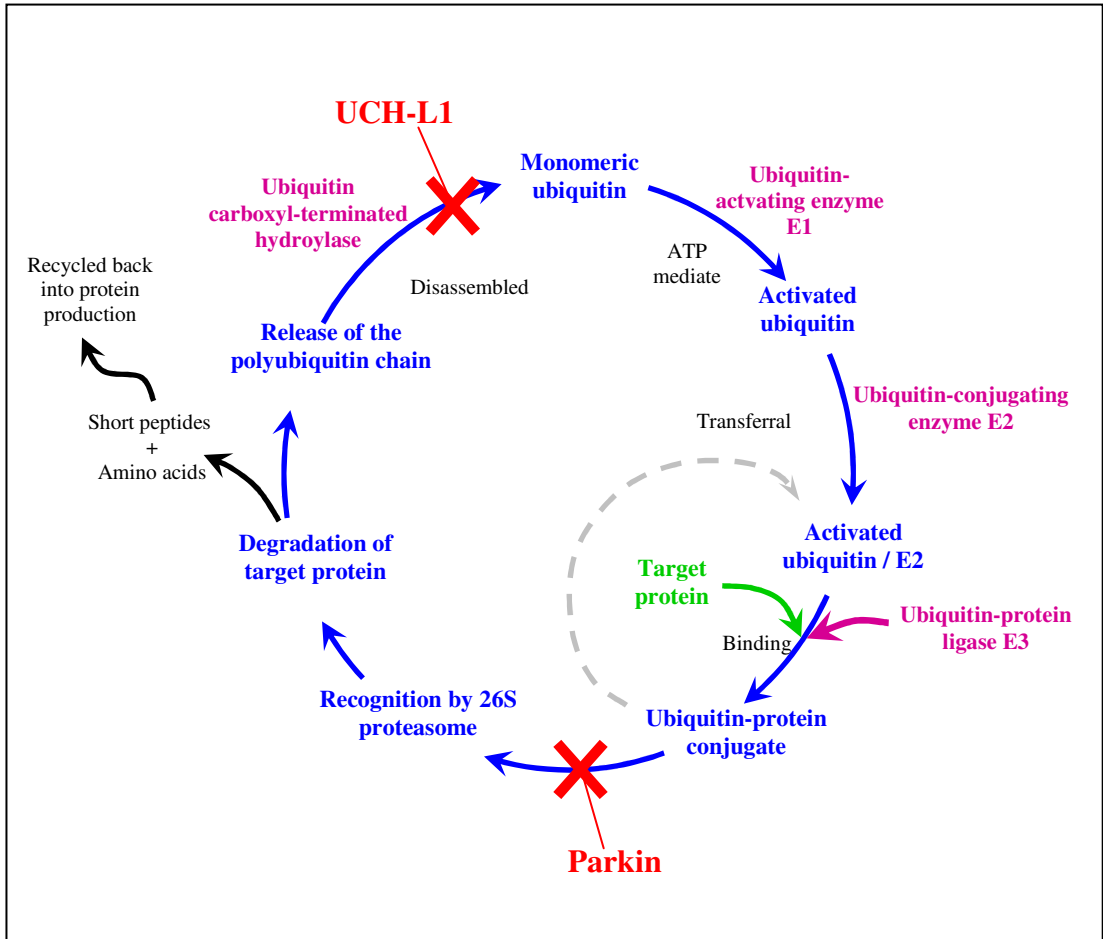 UCH-L1
Monomeric
ubiquitin
Ubiquitin-
actvating enzyme
E1
Ubiquitin
carboxyl-terminated
hydroylase
ATP
mediate
Disassembled
Recycled back
into protein
production
Activated
ubiquitin
Release of the
polyubiquitin chain
Ubiquitin-conjugating
enzyme E2
Transferral
Short peptides
+
Amino acids
Activated
ubiquitin / E2
Degradation of
target protein
Target
protein
Ubiquitin-protein
ligase E3
Binding
Recognition by 26S
proteasome
Ubiquitin-protein
conjugate
Parkin